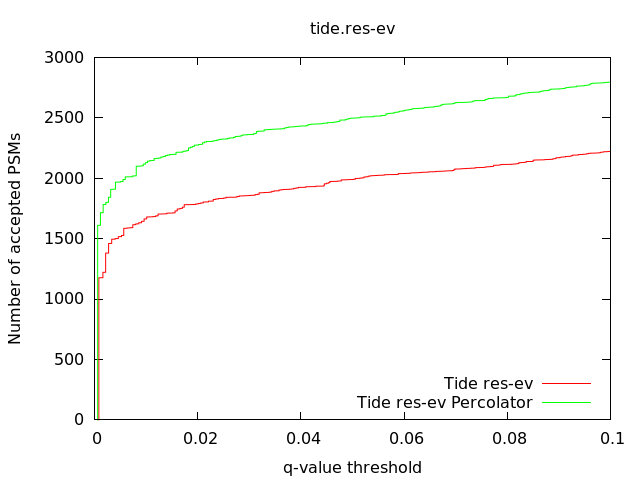 tide.res-ev
3000
2500
2000
1500
1000
500
0
Number of accepted PSMs
Tide res-ev
Tide res-ev Percolator
0 0.02 0.04 0.06 0.08 0.1
q-value threshold